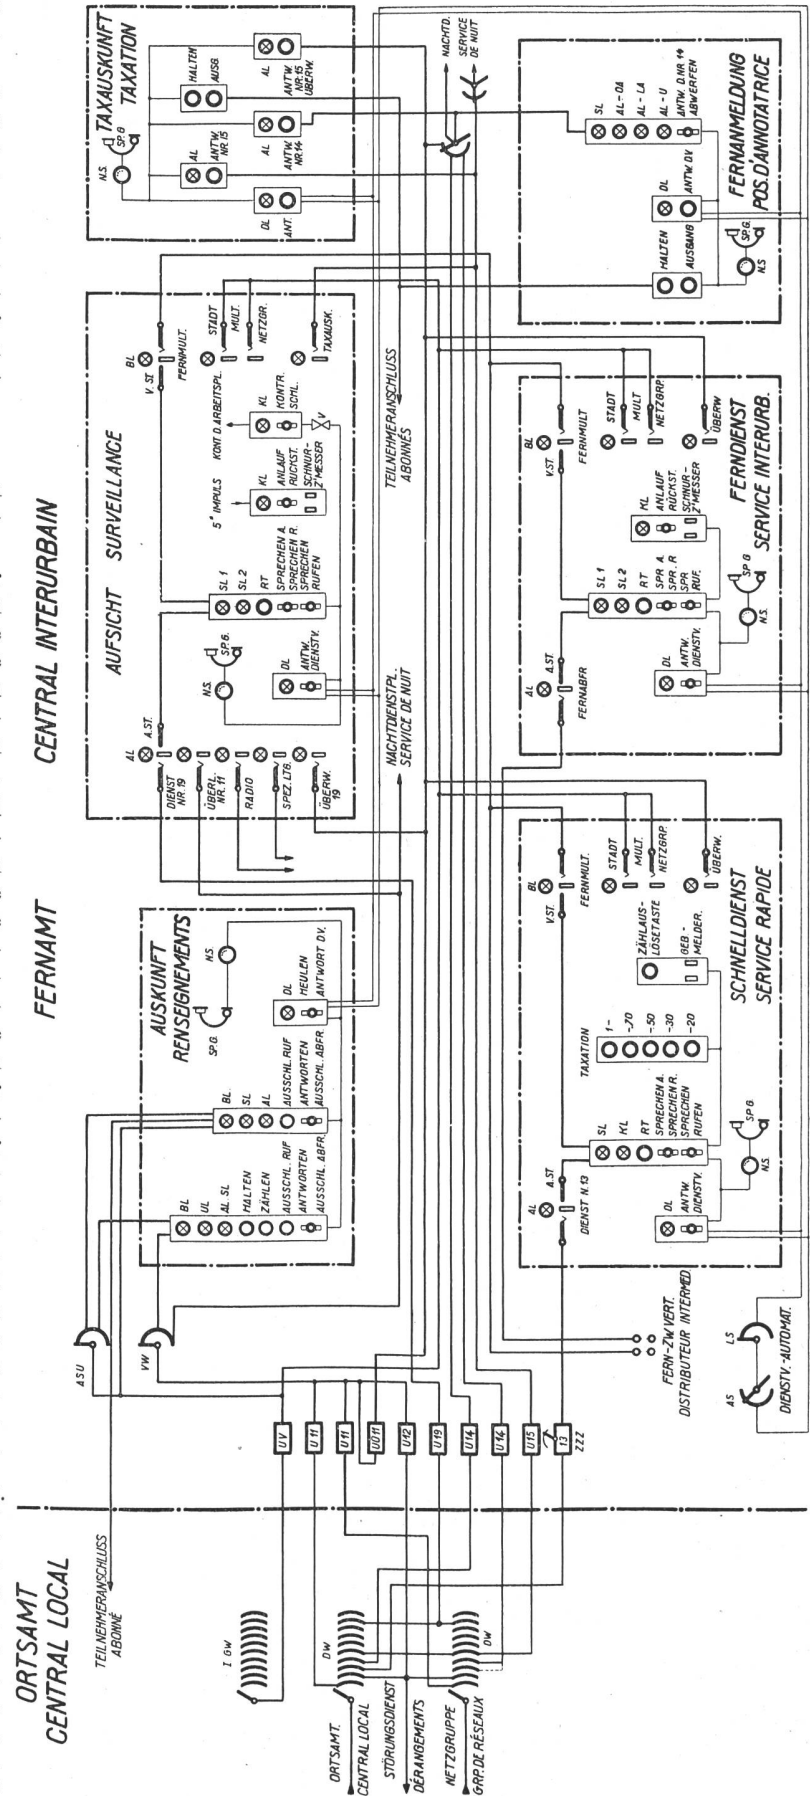 ORTSAMT
CENTRAL LOCAL
FERNAMT
CENTRAL INTERURBAIN
TEILNEHMERANSCHLUSS
ABONNÉ
I GW
DW
ORTSAMT.
CENTRAL LOCAL
STÖRUNGSDIENST
DÉRANGEMENTS
NETZGRUPPE
GRP. DE RÉSEAUX
DW
ASU
VW
UV
U11
U11
UÜ11
U12
U19
U14
U14
U15
13
ZZZ
AUSKUNFT
RENSEIGNEMENTS
BL
UL
AL. SL
HALTEN
ZÄHLEN
AUSSCHL. RUF
ANTWORTEN
AUSSCHL. ABFR.
BL.
SL
AL
AUSSCHL. RUF
ANTWORTEN
AUSSCHL. ABFR.
DL
MEULEN
ANTWORT DV.
SP.G.
N.S.
AUFSICHT SURVEILLANCE
AL
A.ST.
DIENST
NR.19
ÜBERL.
NR.11
RADIO
SPEZ. LTG.
ÜBERW.
19
N.S.
SP.G.
DL
ANTW.
DIENSTV.
SL 1
SL 2
RT
SPRECHEN A.
SPRECHEN R.
SPRECHEN
RUFEN
5" IMPULS
KL
ANLAUF
RÜCKST.
SCHNUR-
Z'MESSER
KONT. D. ARBEITSPL.
KL
KONTR.
SCHL.
V
BL
V. ST.
FERNMULT.
STADT
MULT.
NETZGR.
TAXAUSK.
TAXAUSKUNFT
TAXATION
N.S.
SP.G
DL
ANT.
AL
ANTW.
NR.15
HALTEN
AUSG.
AL
ANTW.
NR.14
AL
ANTW.
NR.15
ÜBERW.
NACHTD.
SERVICE
DE NUIT
TEILNEHMERANSCHLUSS
ABONNÉS
NACHTDIENSTPL.
SERVICE DE NUIT
FERNANMELDUNG
POS. D'ANNOTATRICE
SL
AL-OA
AL-LA
AL-U
ANTW. D.NR 14
ABWERFEN
DL
ANTW. DV
HALTEN
AUSGANG
SP.G.
N.S
FERNDIENST
SERVICE INTERURB.
BL
V.ST.
FERNMULT
STADT
MULT
NETZGRP.
ÜBERW
KL
ANLAUF
RÜCKST.
SCHNUR-
Z'MESSER
SL 1
SL 2
RT
SPR A.
SPR. R
SPR
RUF.
SP G
N.S.
DL
ANTW.
DIENSTV.
AL
A.ST.
FERNABFR
SCHNELLDIENST
SERVICE RAPIDE
BL
V.ST.
FERNMULT.
STADT
MULT.
NETZGRP.
ÜBERW.
ZÄHLAUS-
LÖSETASTE
GEB-
MELDER.
TAXATION
1-
-70
-50
-30
-20
SL
KL
RT
SPRECHEN A.
SPRECHEN R.
SPRECHEN
RUFEN
SP G.
N.S.
DL
ANTW.
DIENSTV.
AL
A.ST
DIENST N.13
FERN-ZW.VERT.
DISTRIBUTEUR INTERMED.
AS
LS
DIENSTV.-AUTOMAT.